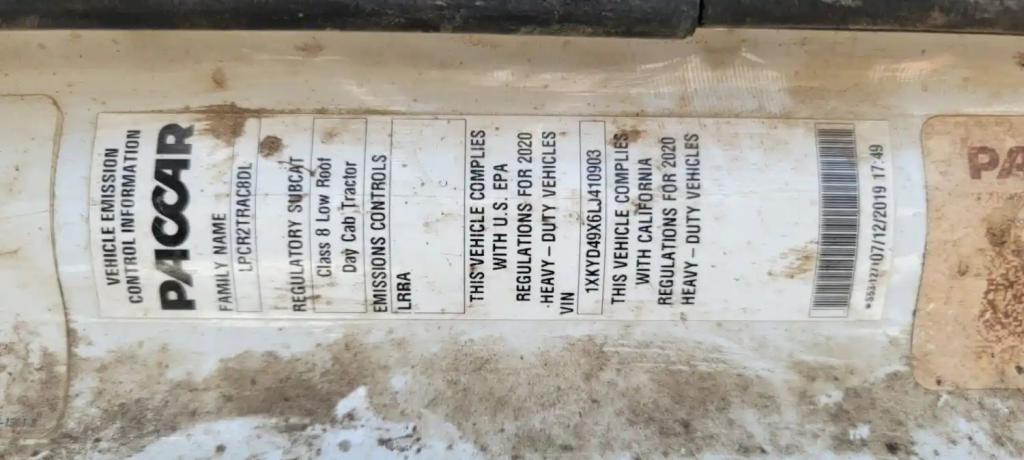 VEHICLE EMISSION
CONTROL INFORMATION
PACCAR
FAMILY NAME
LPCR2TRAC8DL
REGULATORY SUBCAT
Class 8 Low Roof
Day Cab Tractor
EMISSIONS CONTROLS
LRRA
THIS VEHICLE COMPLIES
WITH U.S. EPA
REGULATIONS FOR 2020
HEAVY-DUTY VEHICLES
VIN
1XKYD49X6LJ410903
THIS VEHICLE COMPLIES
WITH CALIFORNIA
REGULATIONS FOR 2020
HEAVY-DUTY VEHICLES
07/12/2019 17:49
PA